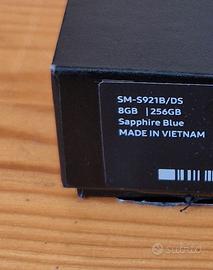 SM-S921B/DS
8GB | 256GB
Sapphire Blue
MADE IN VIETNAM
subito